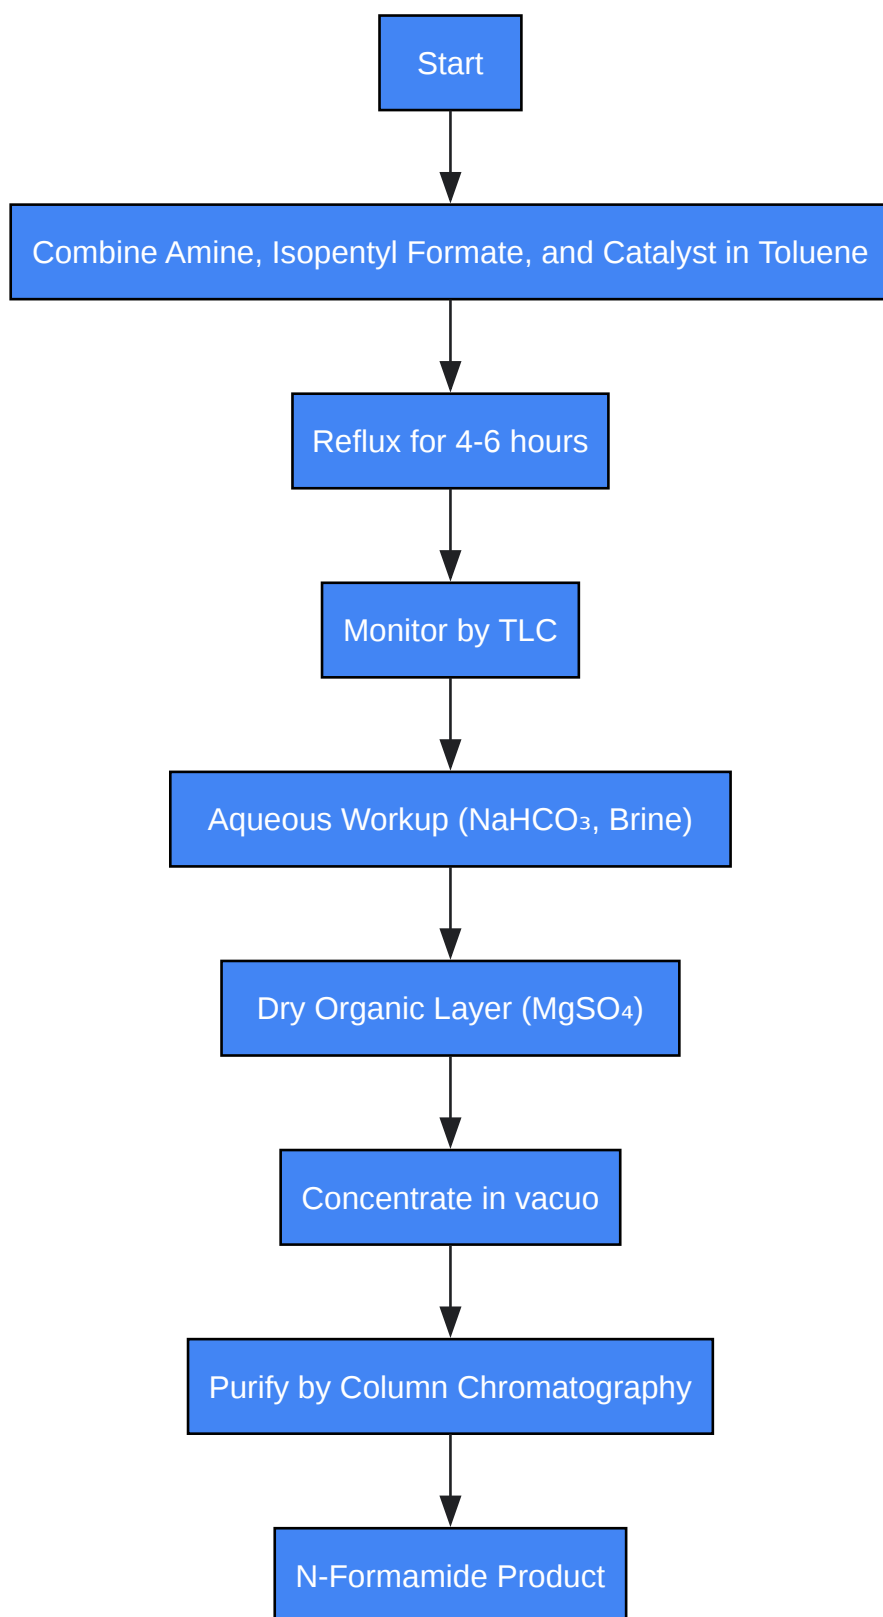 Start
Combine Amine, Isopentyl Formate, and Catalyst in Toluene
Reflux for 4-6 hours
Monitor by TLC
Aqueous Workup (NaHCO₃, Brine)
Dry Organic Layer (MgSO₄)
Concentrate in vacuo
Purify by Column Chromatography
N-Formamide Product